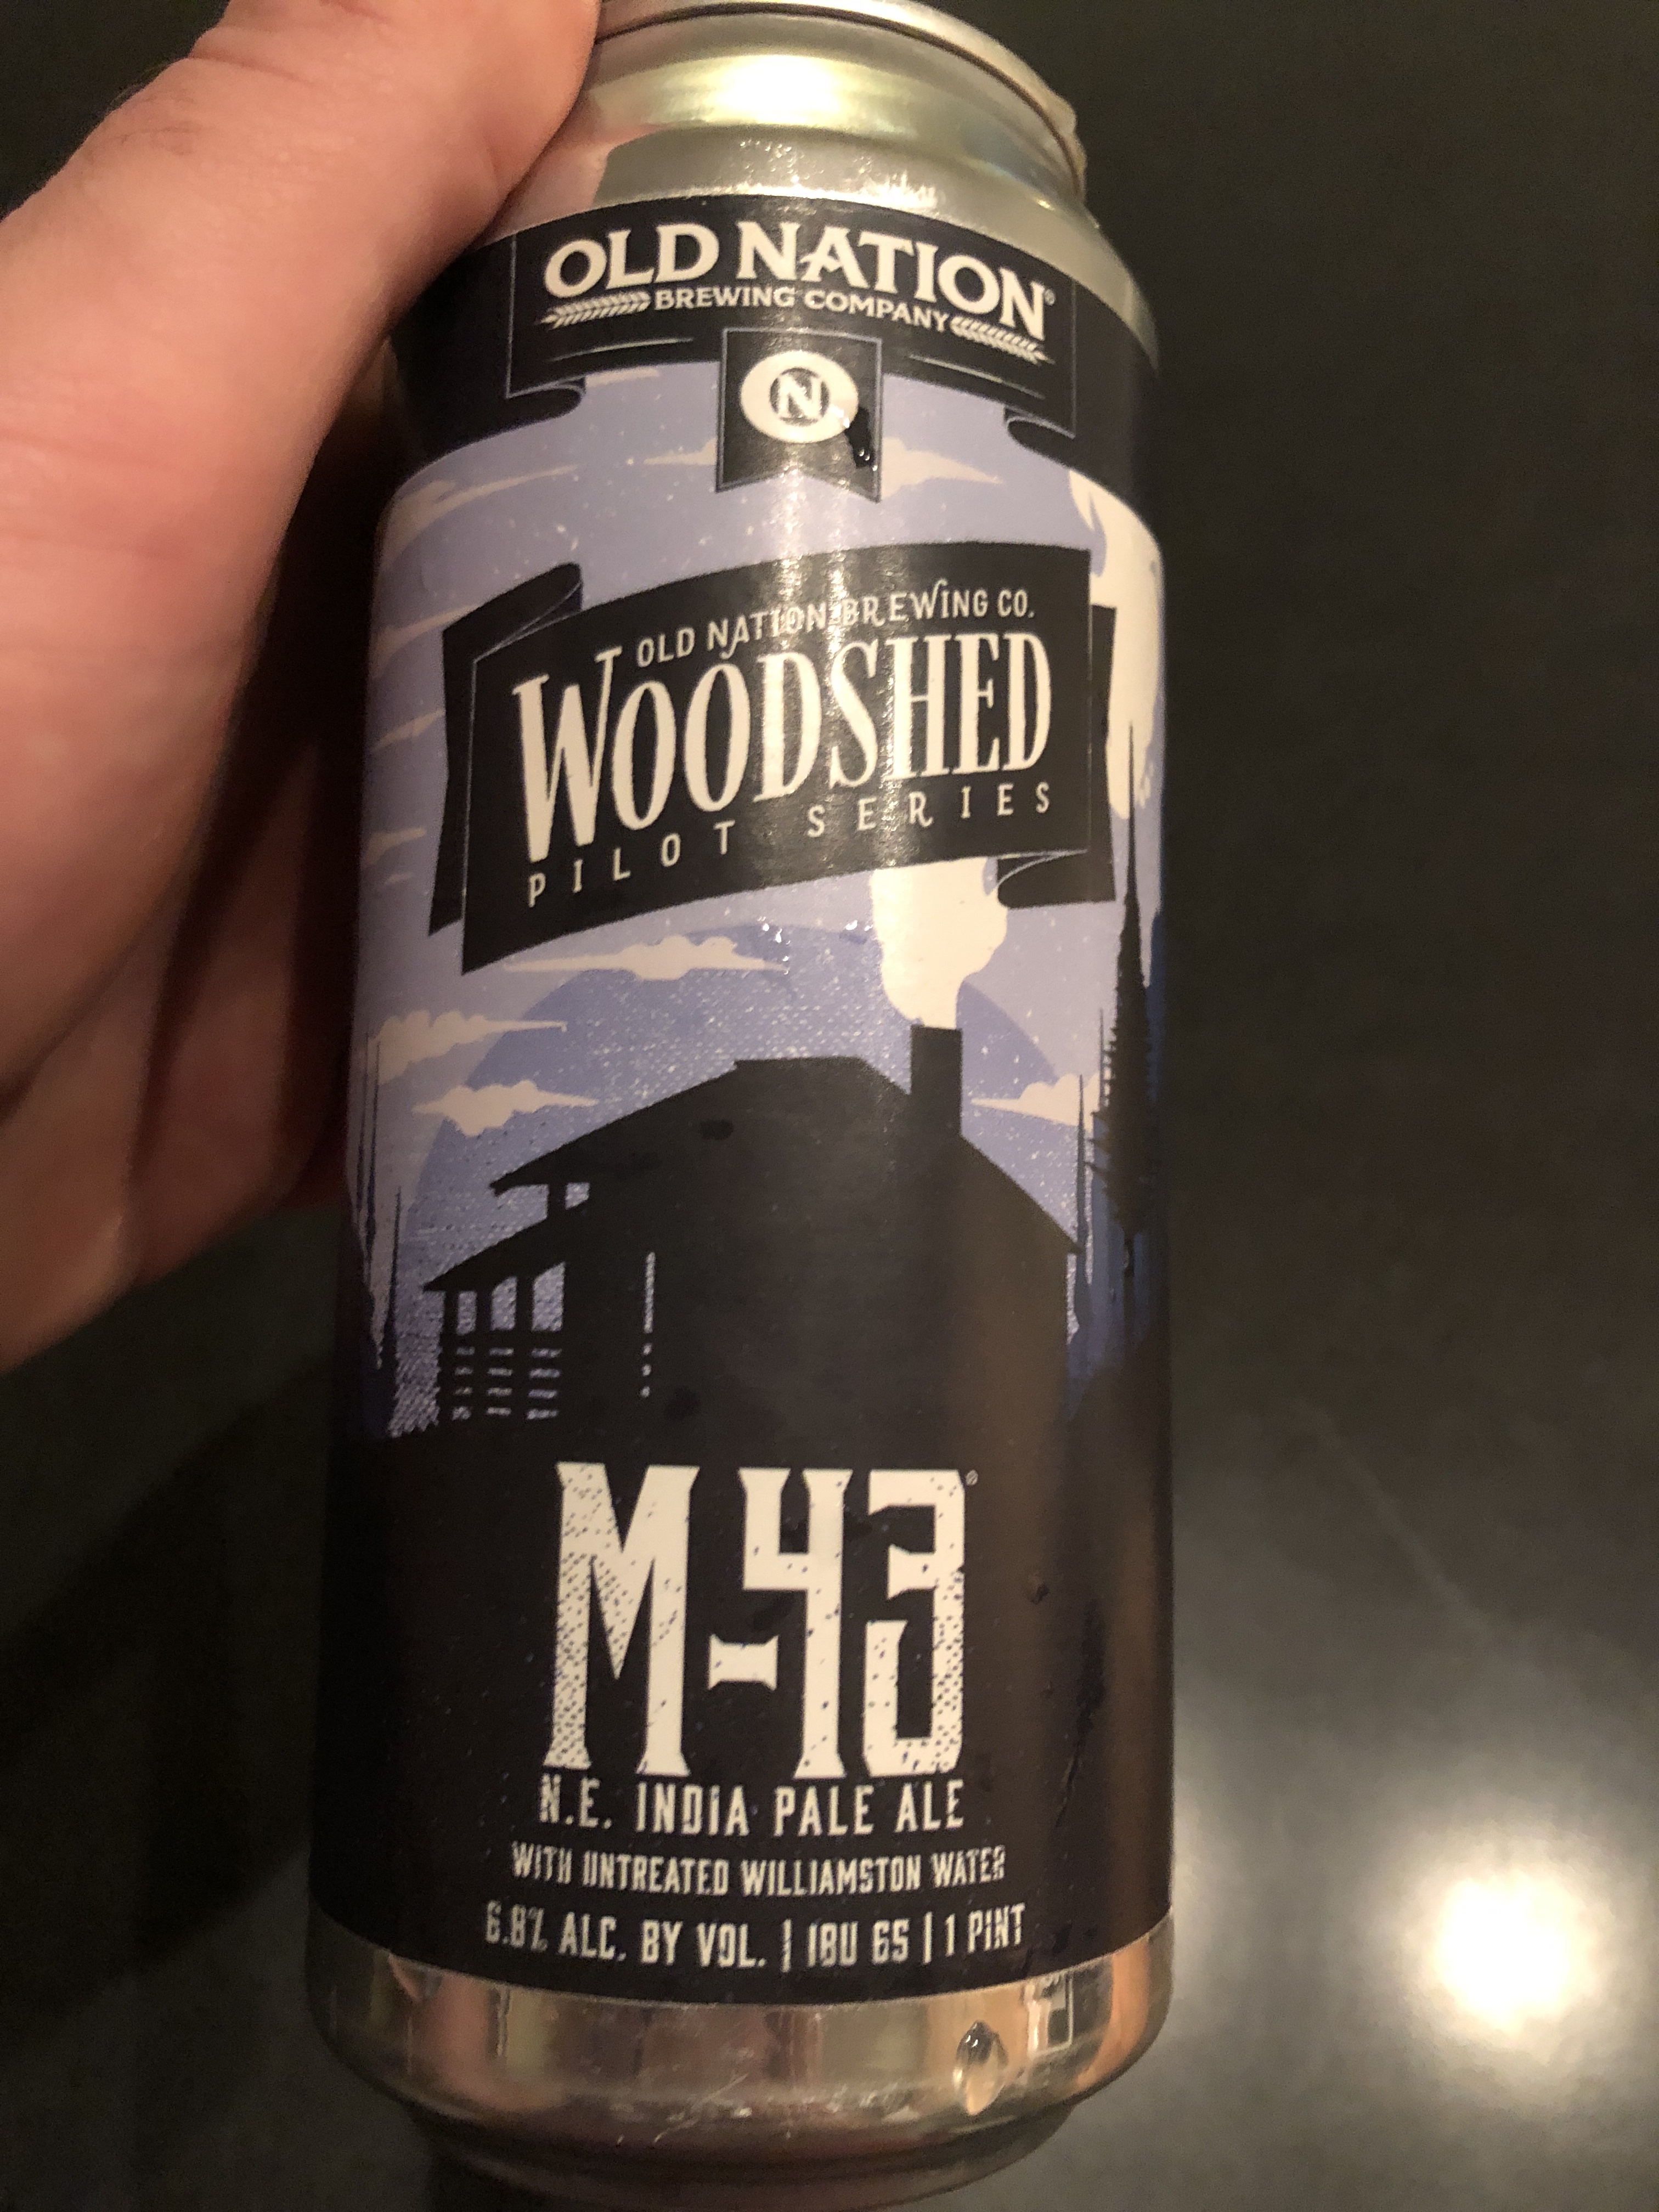 OLD NATION®
BREWING COMPANY
ON
OLD NATION BREWING CO.
WOODSHED
PILOT SERIES
M-43®
N.E. INDIA PALE ALE
WITH UNTREATED WILLIAMSTON WATER
6.8% ALC. BY VOL. | IBU 65 | 1 PINT